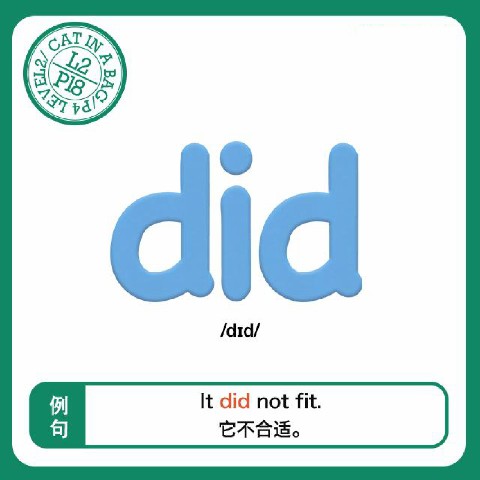 LEVEL2/ CAT IN A BAG/P4
L2
P18
did
/dɪd/
例句
It did not fit.
它不合适。